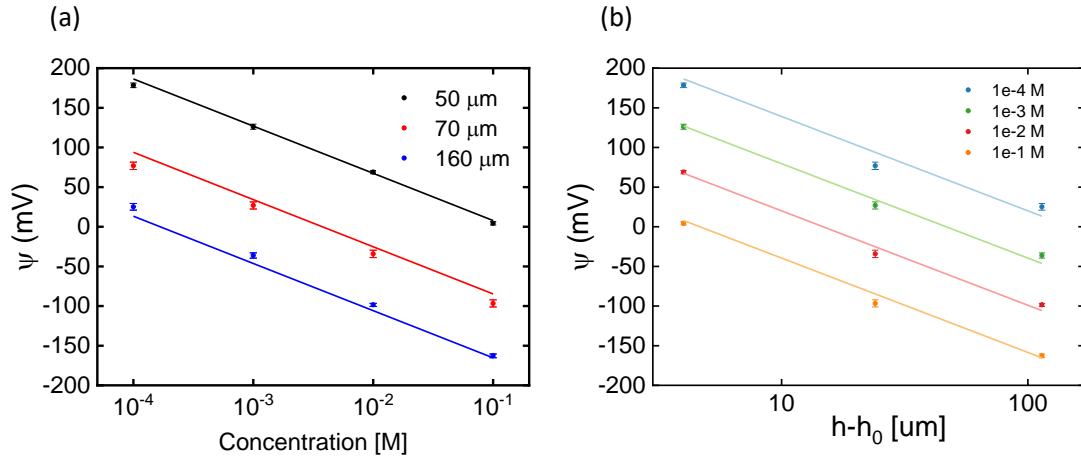 (a)
200
150
100
50
0
-50
-100
-150
-200
ψ (mV)
50 μm
70 μm
160 μm
10⁻⁴
10⁻³
10⁻²
10⁻¹
Concentration [M]
(b)
200
150
100
50
0
-50
-100
-150
-200
ψ (mV)
1e-4 M
1e-3 M
1e-2 M
1e-1 M
10
100
h-h₀ [um]